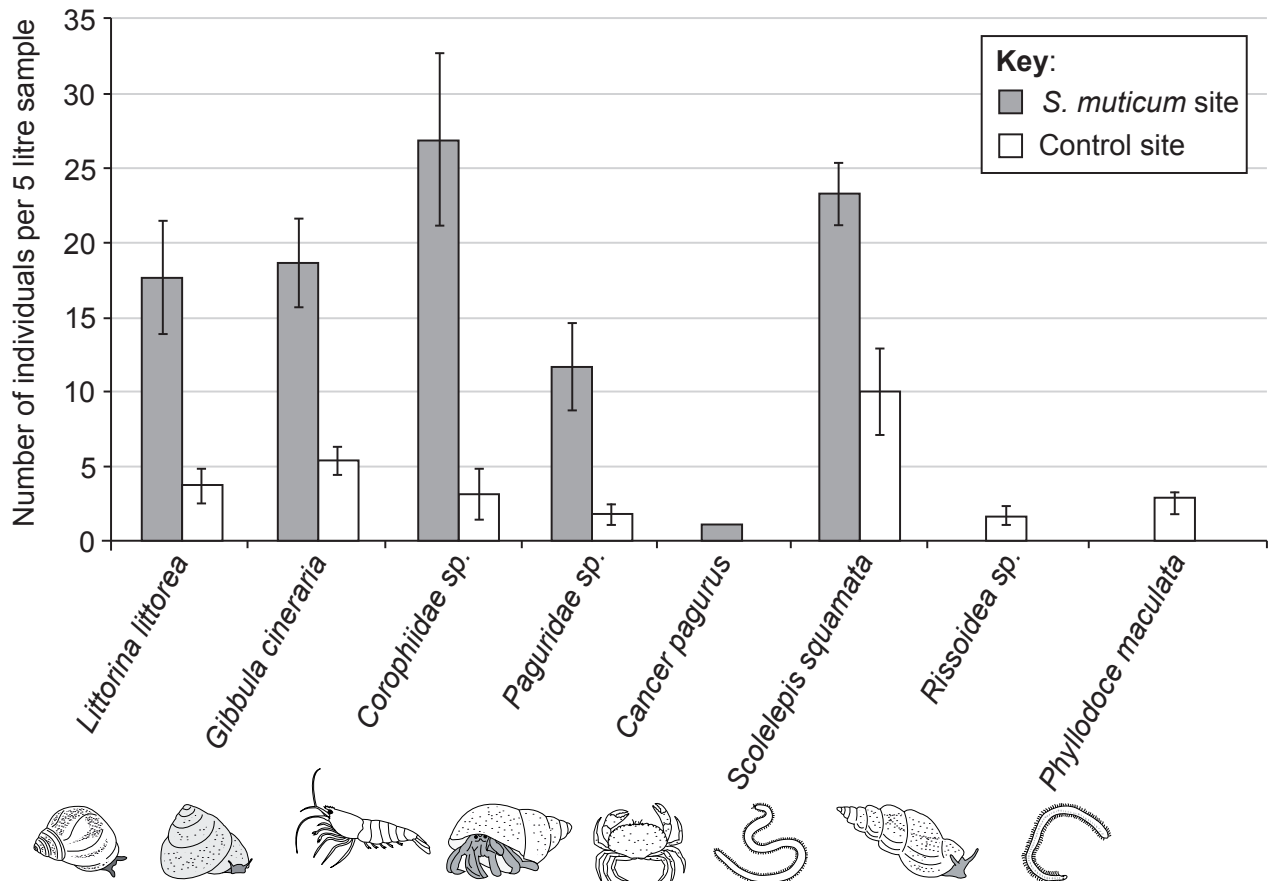 Number of individuals per 5 litre sample
35
30
25
20
15
10
5
0
Key:
S. muticum site
Control site
Littorina littorea
Gibbula cineraria
Corophiidae sp.
Paguridae sp.
Cancer pagurus
Scolelepis squamata
Rissoidea sp.
Phyllodoce maculata